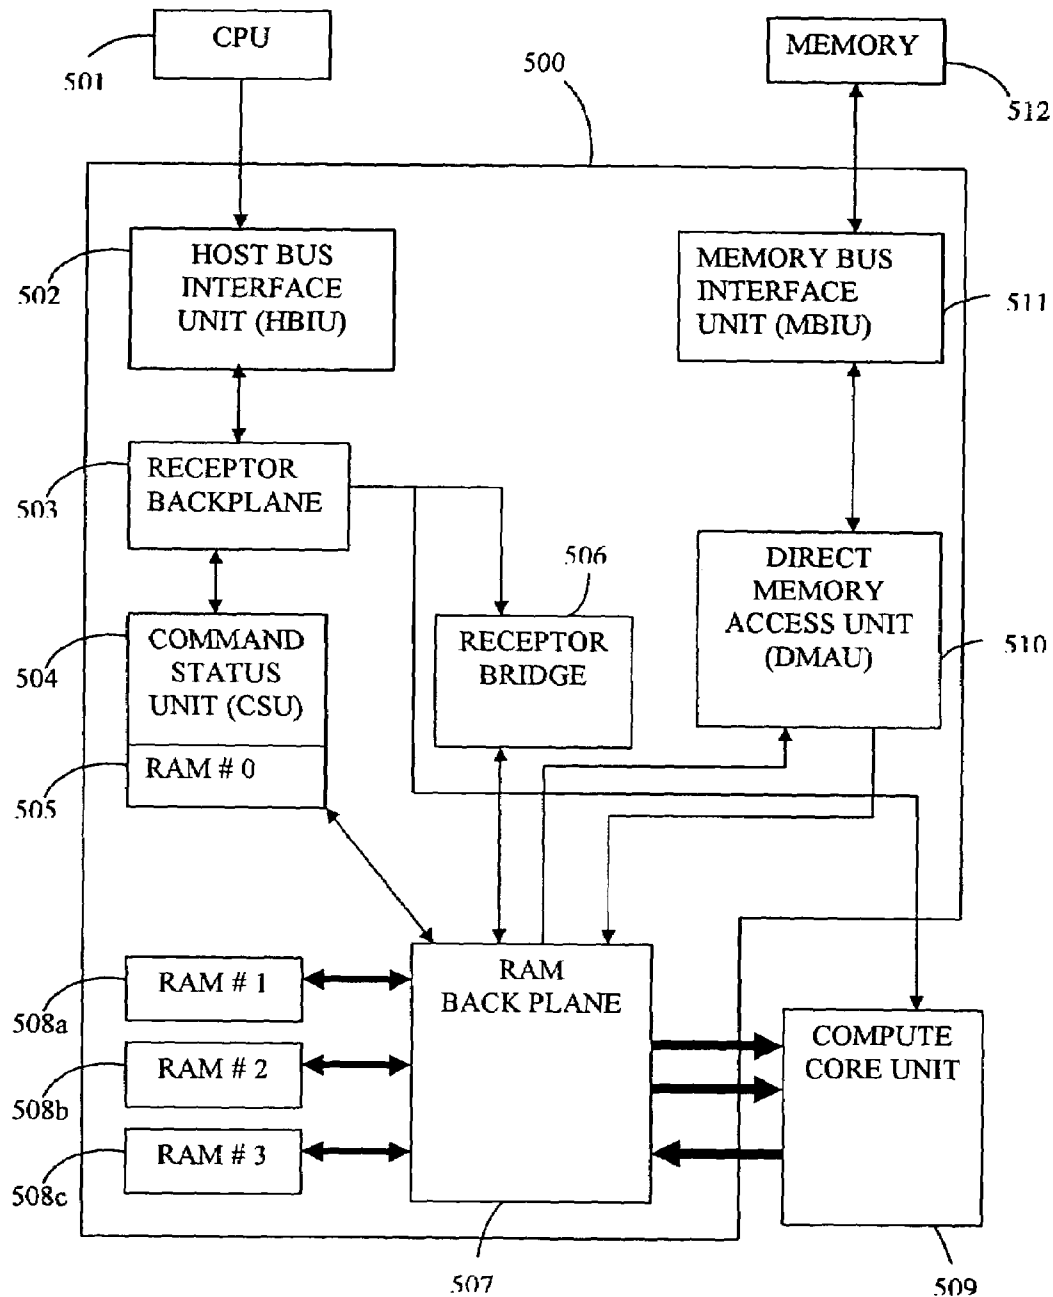 CPU
501
500
MEMORY
512
HOST BUS
INTERFACE
UNIT (HBIU)
502
MEMORY BUS
INTERFACE
UNIT (MBIU)
511
RECEPTOR
BACKPLANE
503
506
DIRECT
MEMORY
ACCESS UNIT
(DMAU)
510
COMMAND
STATUS
UNIT (CSU)
504
RECEPTOR
BRIDGE
RAM # 0
505
RAM # 1
508a
RAM
BACK PLANE
COMPUTE
CORE UNIT
RAM # 2
508b
RAM # 3
508c
507
509